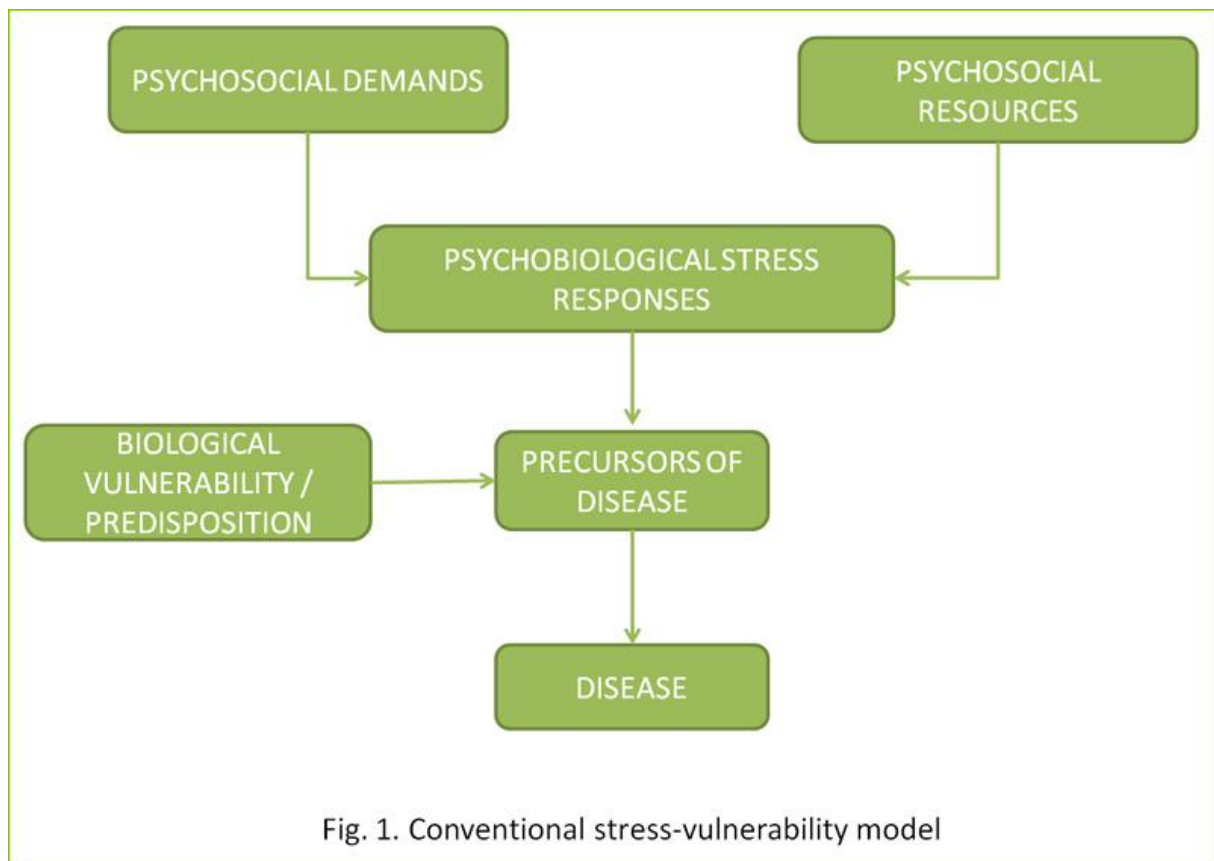 PSYCHOSOCIAL DEMANDS
PSYCHOSOCIAL
RESOURCES
PSYCHOBIOLOGICAL STRESS
RESPONSES
BIOLOGICAL
VULNERABILITY /
PREDISPOSITION
PRECURSORS OF
DISEASE
DISEASE
Fig. 1. Conventional stress-vulnerability model